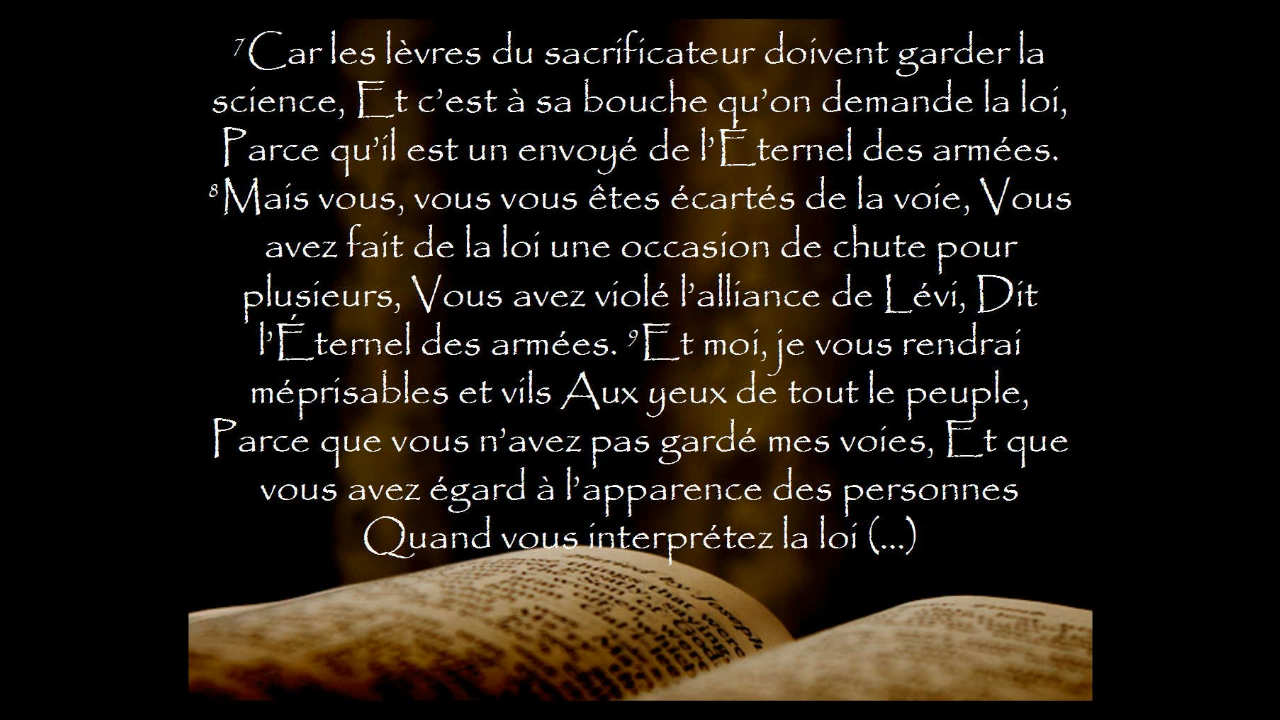 ⁷Car les lèvres du sacrificateur doivent garder la
science, Et c’est à sa bouche qu’on demande la loi,
Parce qu’il est un envoyé de l’Éternel des armées.
⁸Mais vous, vous vous êtes écartés de la voie, Vous
avez fait de la loi une occasion de chute pour
plusieurs, Vous avez violé l’alliance de Lévi, Dit
l’Éternel des armées. ⁹Et moi, je vous rendrai
méprisables et vils Aux yeux de tout le peuple,
Parce que vous n’avez pas gardé mes voies, Et que
vous avez égard à l’apparence des personnes
Quand vous interprétez la loi (...)
things that were